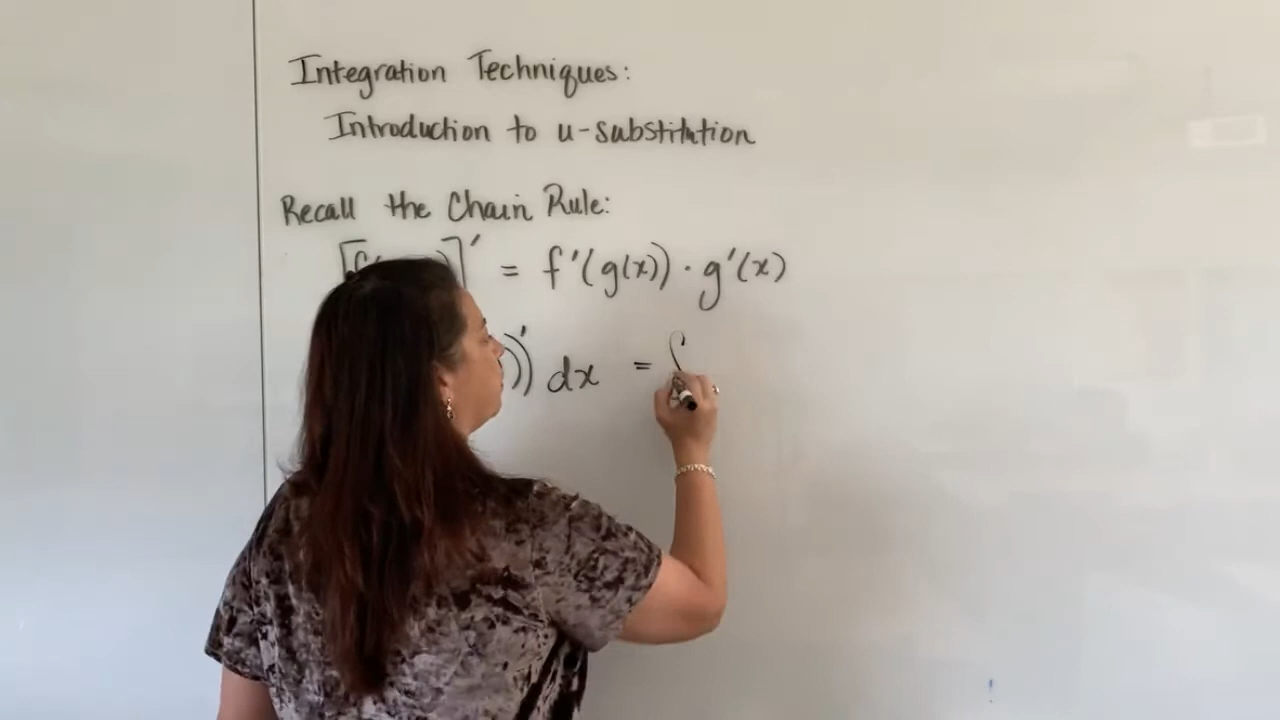 Integration Techniques:
Introduction to u-substitution
Recall the Chain Rule:
]' = f'(g(x)) · g'(x)
)') dx = ∫